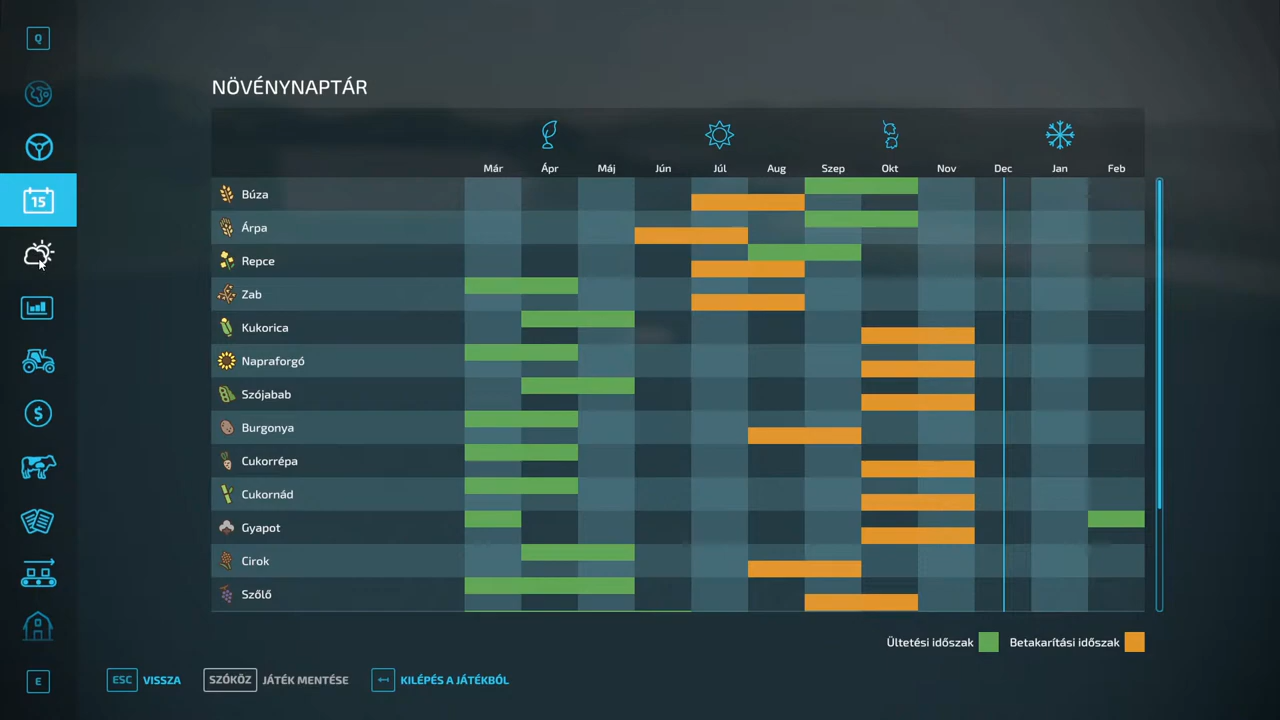 Q
NÖVÉNYNAPTÁR
Már Ápr Máj Jún Júl Aug Szep Okt Nov Dec Jan Feb
15
Búza
Árpa
Repce
Zab
Kukorica
Napraforgó
Szójabab
Burgonya
Cukorrépa
Cukornád
Gyapot
Cirok
Szőlő
Ültetési időszak Betakarítási időszak
E
ESC VISSZA SZÓKÖZ JÁTÉK MENTÉSE KILÉPÉS A JÁTÉKBÓL